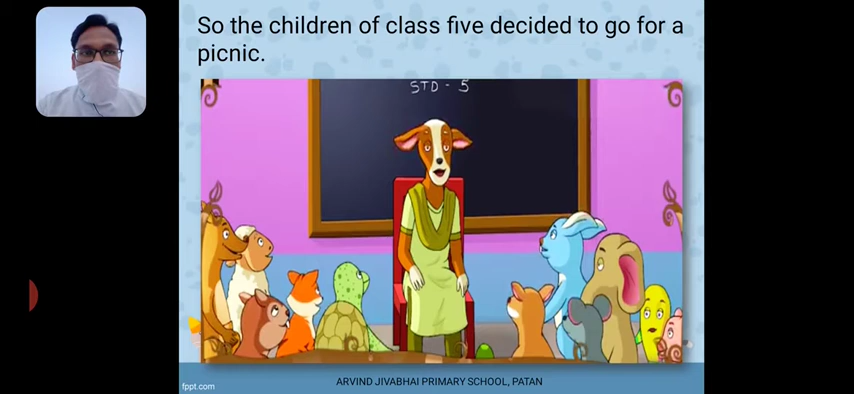 So the children of class five decided to go for a
picnic.
STD - 5
fppt.com
ARVIND JIVABHAI PRIMARY SCHOOL, PATAN